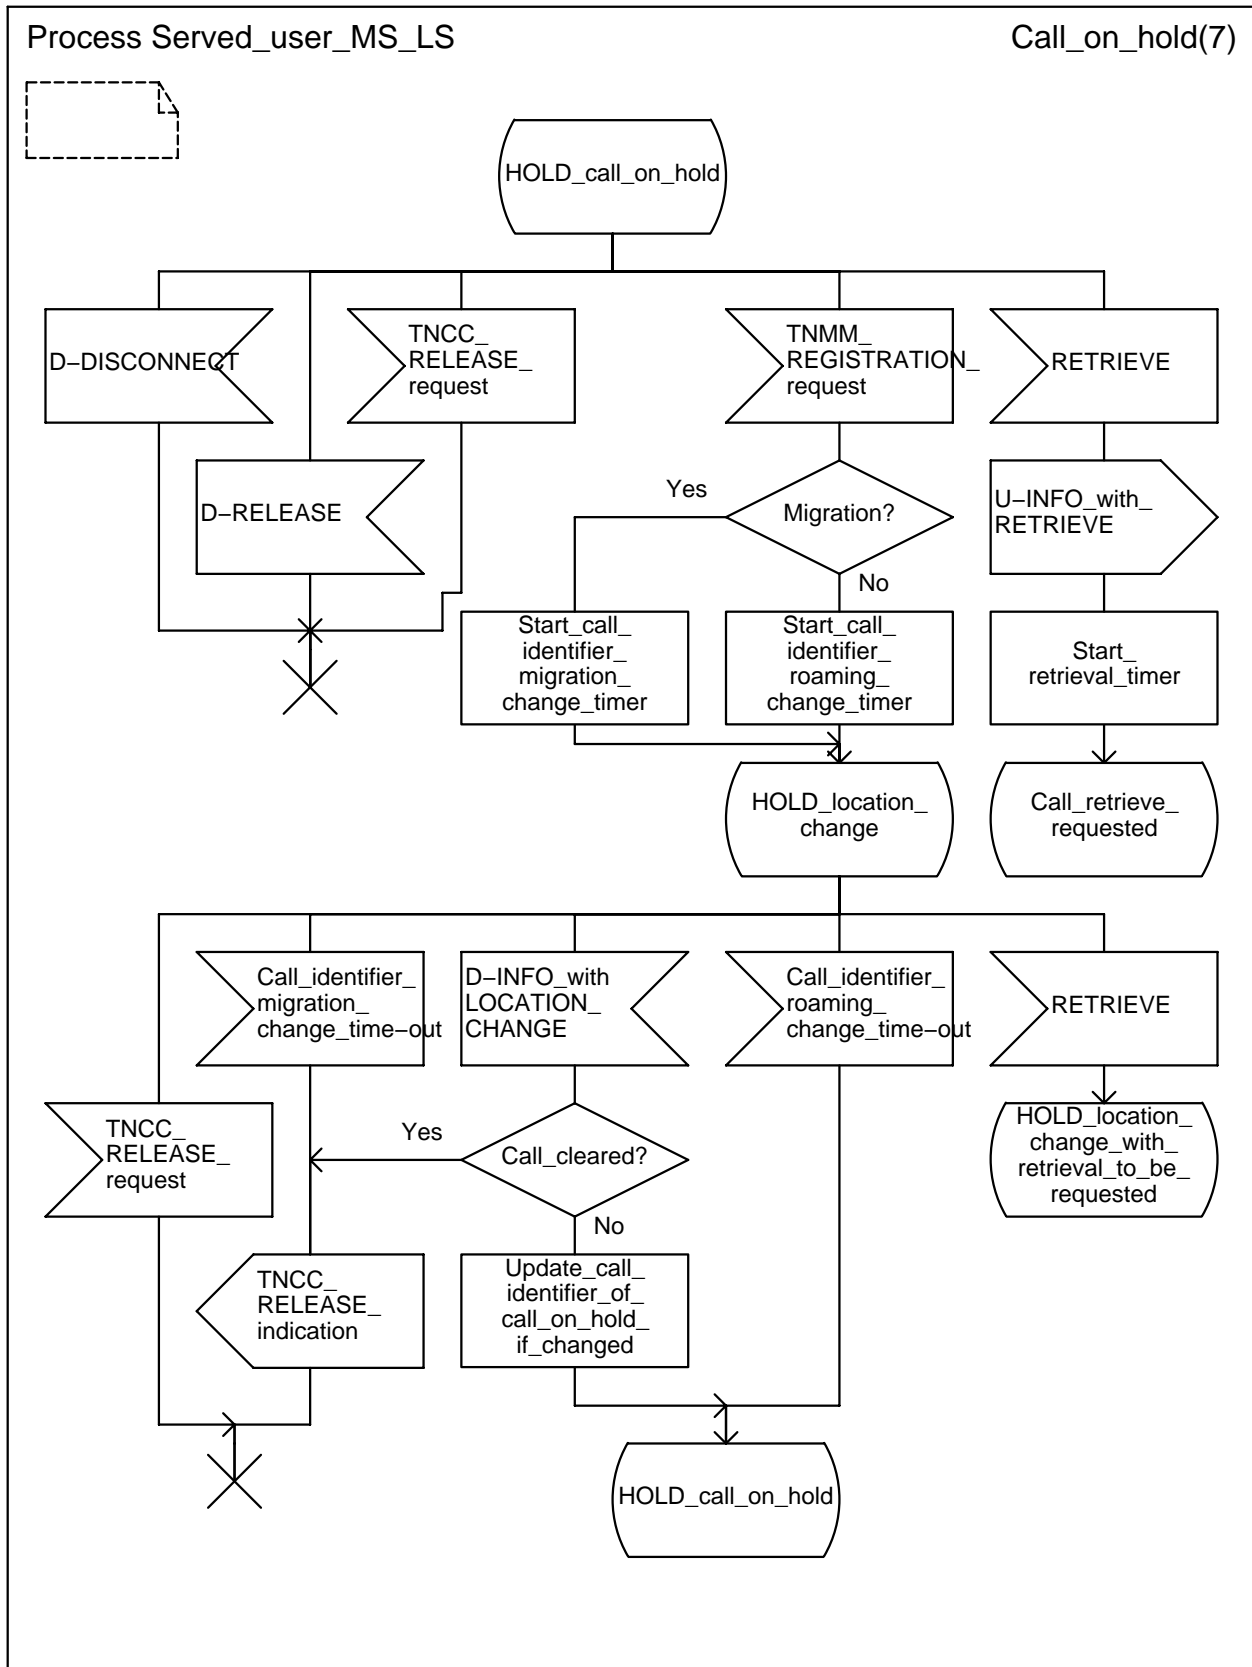 Process Served_user_MS_LS
Call_on_hold(7)
HOLD_call_on_hold
D–DISCONNECT
TNCC_
RELEASE_
request
TNMM_
REGISTRATION_
request
RETRIEVE
D–RELEASE
Yes
Migration?
No
U–INFO_with_
RETRIEVE
Start_call_
identifier_
migration_
change_timer
Start_call_
identifier_
roaming_
change_timer
Start_
retrieval_timer
HOLD_location_
change
Call_retrieve_
requested
Call_identifier_
migration_
change_time–out
D–INFO_with
LOCATION_
CHANGE
Call_identifier_
roaming_
change_time–out
RETRIEVE
TNCC_
RELEASE_
request
Yes
Call_cleared?
No
HOLD_location_
change_with_
retrieval_to_be_
requested
TNCC_
RELEASE_
indication
Update_call_
identifier_of_
call_on_hold_
if_changed
HOLD_call_on_hold